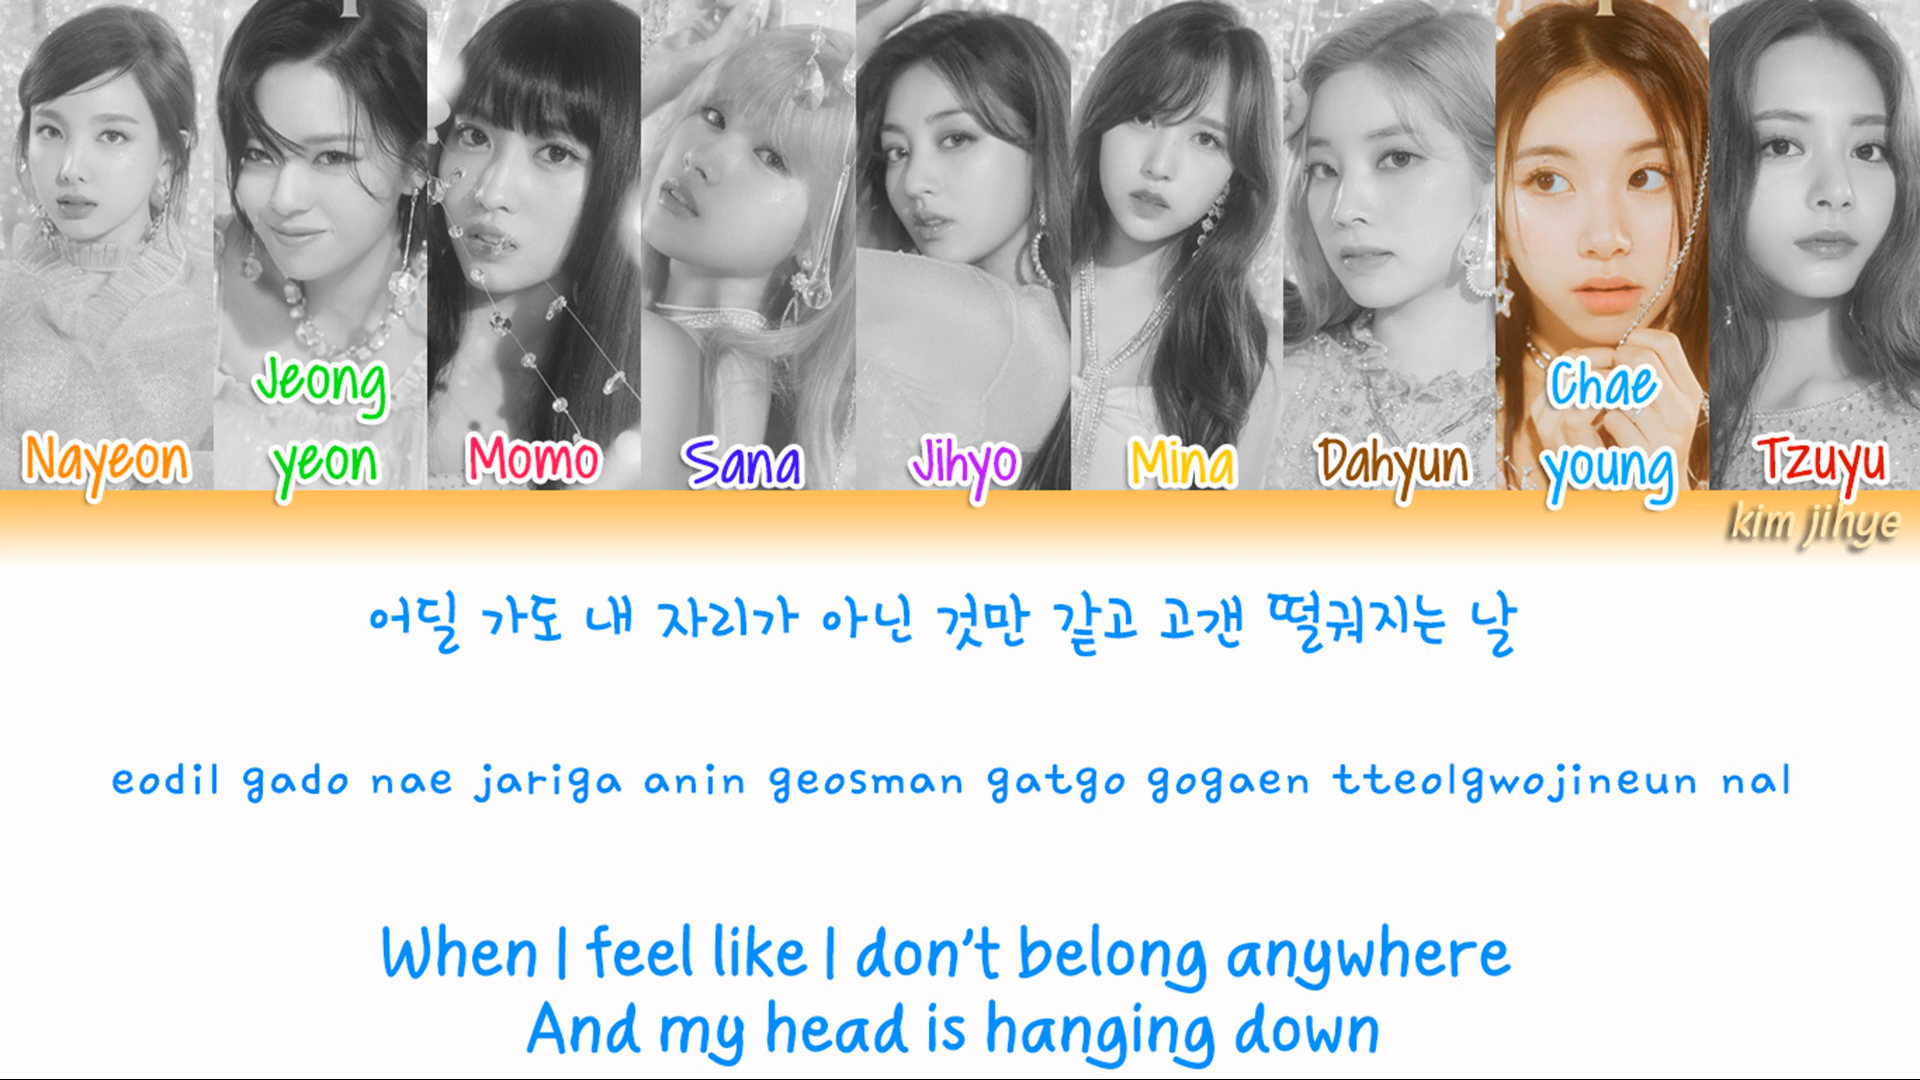 Nayeon
Jeong
yeon
Momo
Sana
Jihyo
Mina
Dahyun
Chae
young
Tzuyu
kim jihye
어딜 가도 내 자리가 아닌 것만 같고 고갠 떨궈지는 날
eodil gado nae jariga anin geosman gatgo gogaen tteolgwojineun nal
When I feel like I don't belong anywhere
And my head is hanging down